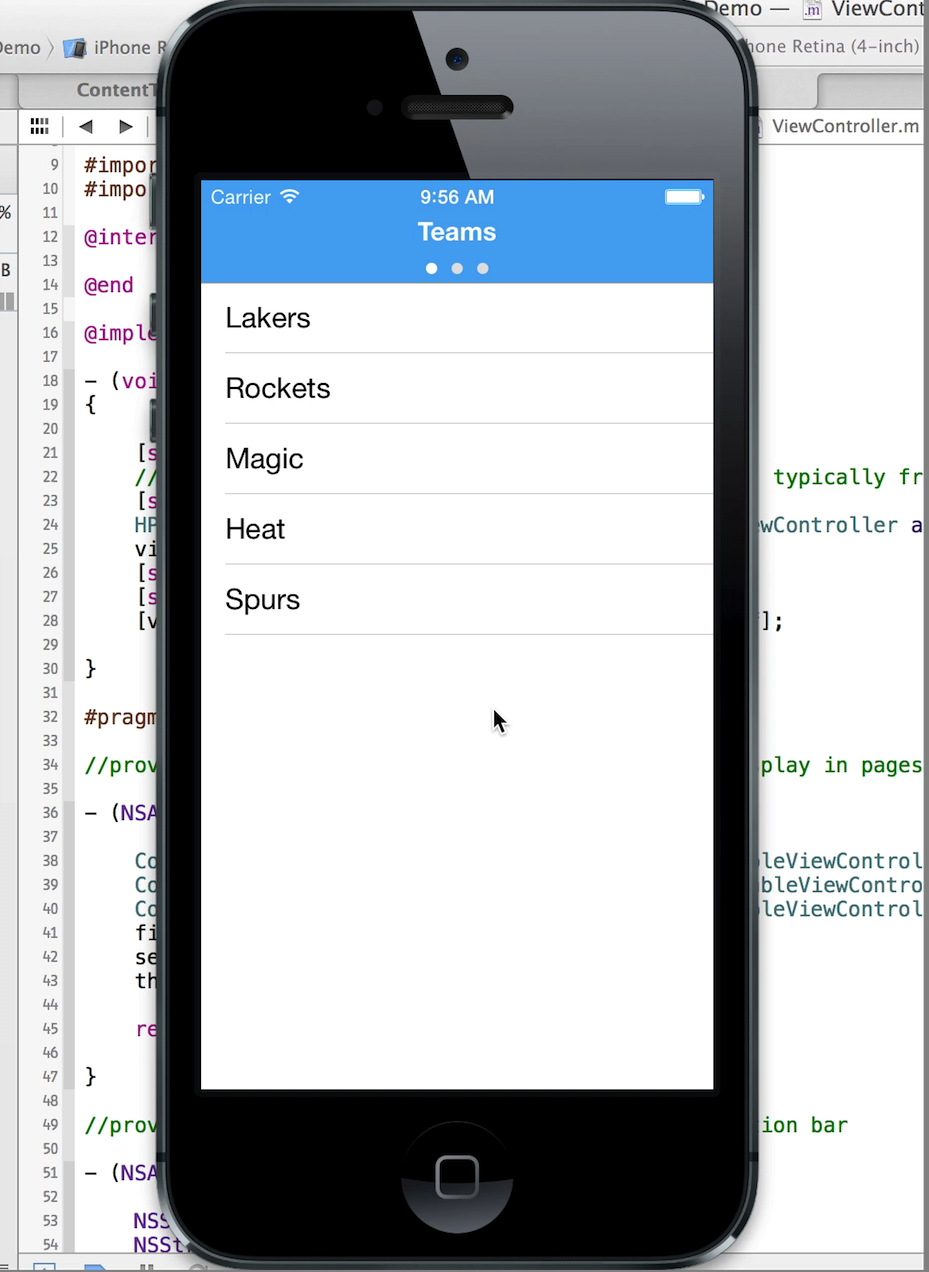 Demo — ViewCont
Demo iPhone R hone Retina (4-inch)
ContentT
ViewController.m
9 #impor
10 #impo
11
% Carrier 9:56 AM
Teams
12 @inter
13
B
14 @end
15
16 @imple
17
Lakers
18 - (voi
19 {
20
Rockets
21 [s
22 // typically fr
23 [s
Magic
24 HP wController a
25 vi
26 [s
Heat
27 [s
28 [v ];
29
Spurs
30 }
31
32 #pragm
33
34 //prov play in pages
35
36 - (NSA
37
38 Co leViewControl
39 Co bleViewContro
40 Co leViewControl
41 fi
42 se
43 th
44
45 re
46
47 }
48
49 //prov ion bar
50
51 - (NSA
52
53 NSS
54 NSSt